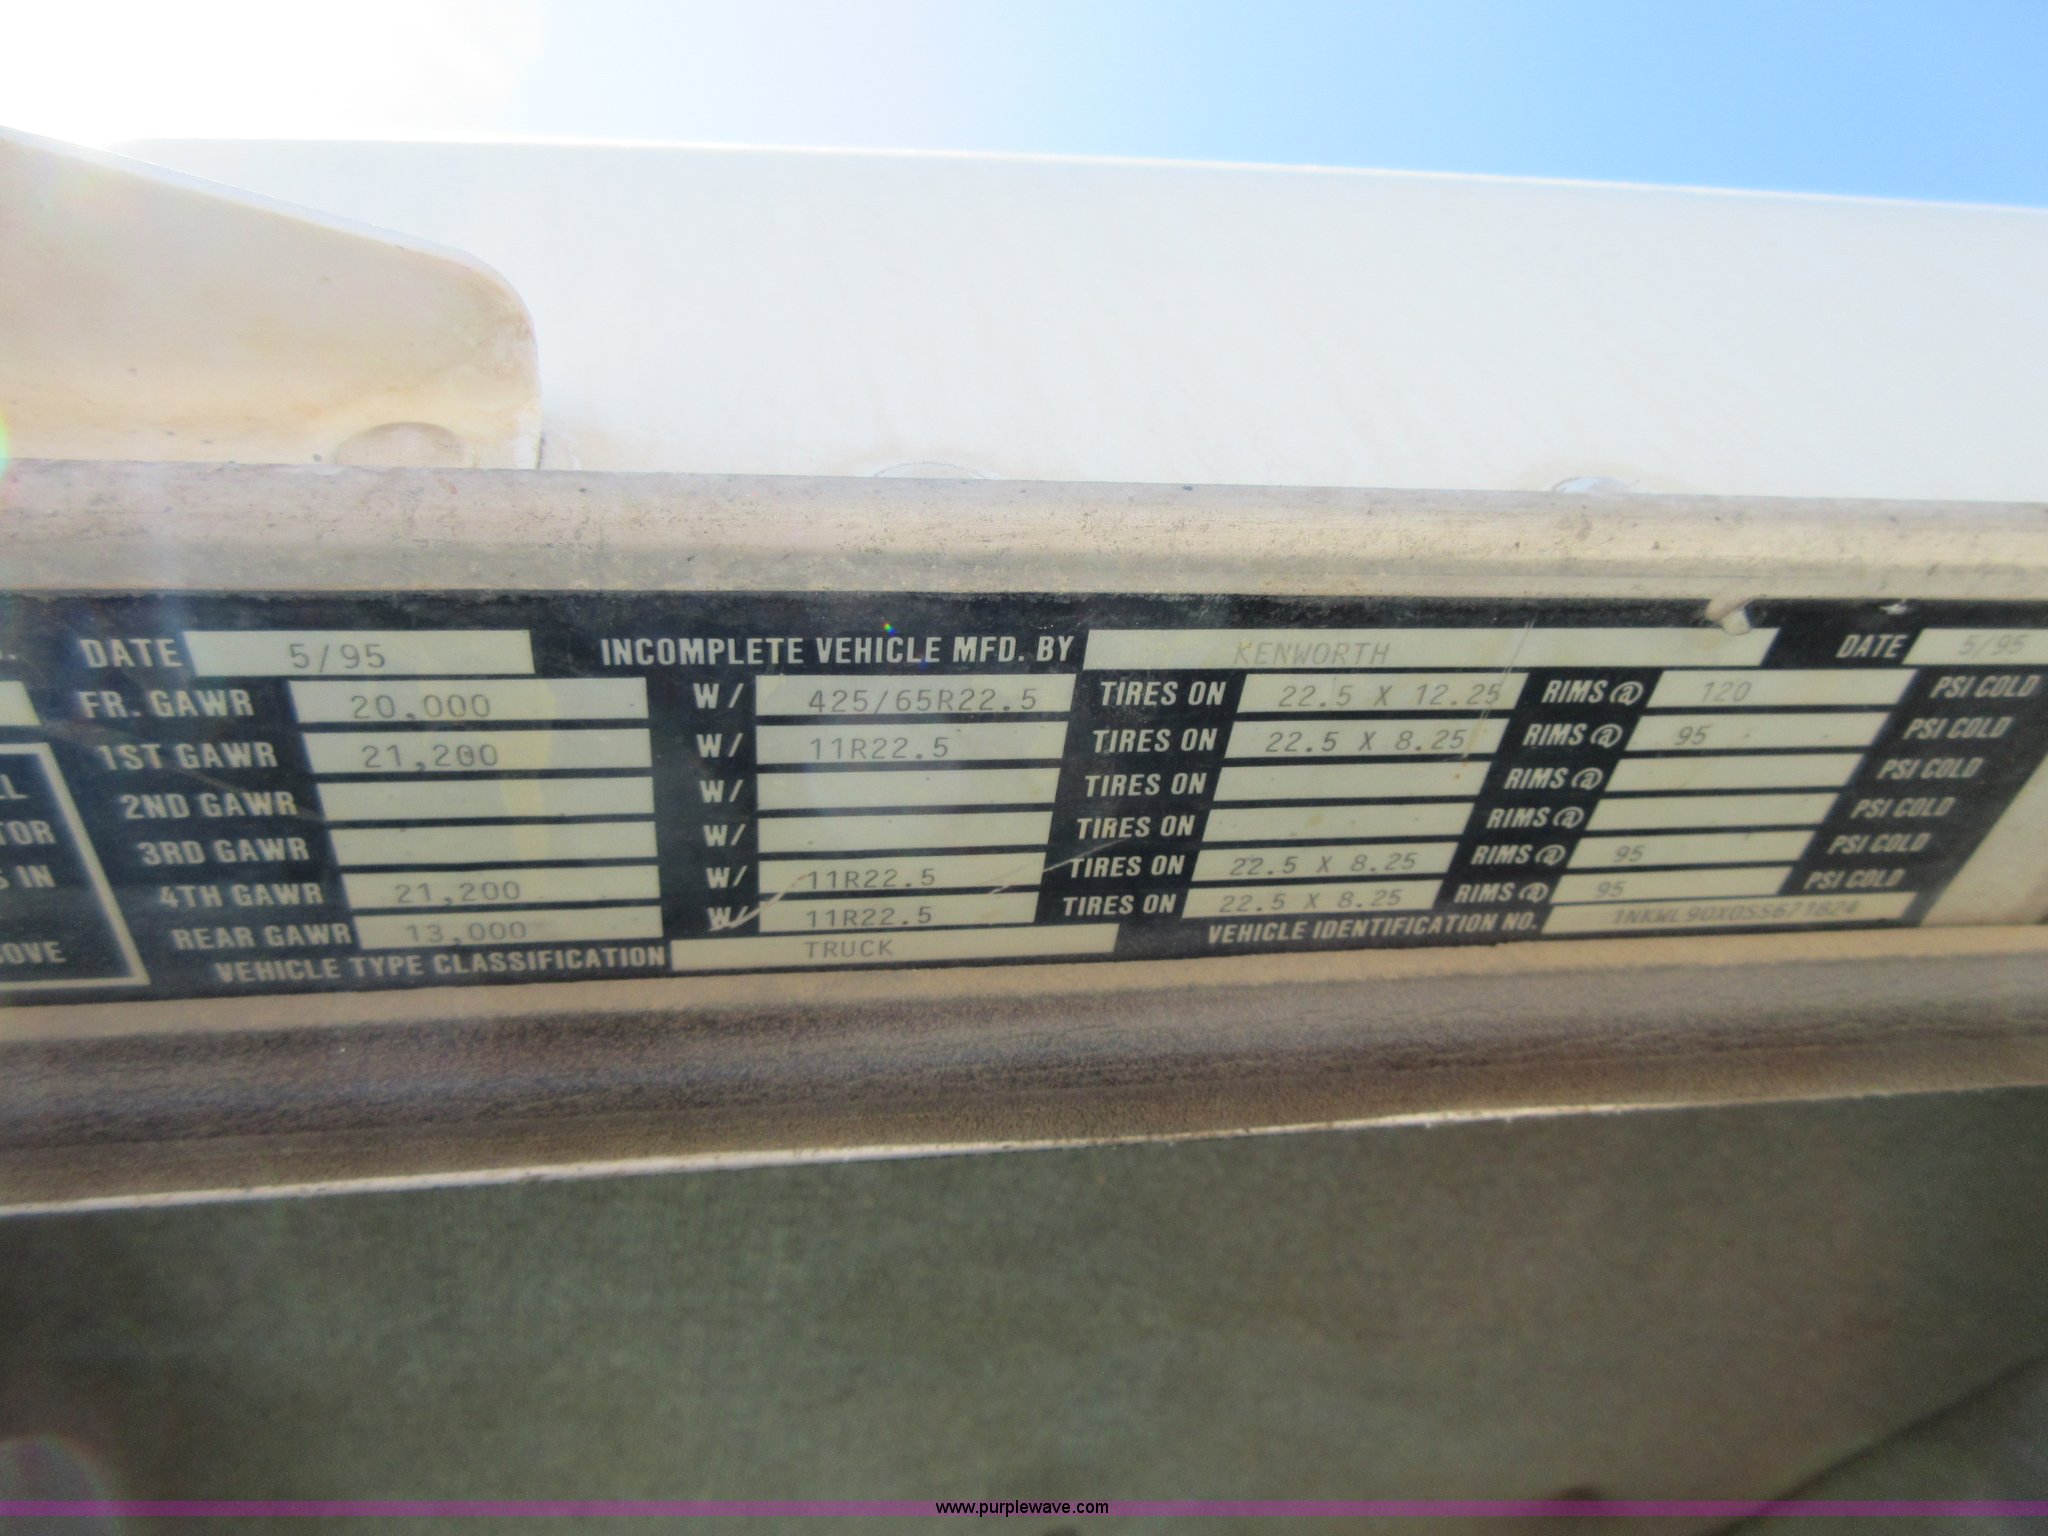 DATE 5/95 INCOMPLETE VEHICLE MFD. BY KENWORTH DATE 5/95
FR. GAWR 20,000 W/ 425/65R22.5 TIRES ON 22.5 X 12.25 RIMS @ 120 PSI COLD
1ST GAWR 21,200 W/ 11R22.5 TIRES ON 22.5 X 8.25 RIMS @ 95 PSI COLD
2ND GAWR W/ TIRES ON RIMS @ PSI COLD
3RD GAWR W/ TIRES ON RIMS @ PSI COLD
4TH GAWR 21,200 W/ 11R22.5 TIRES ON 22.5 X 8.25 RIMS @ 95 PSI COLD
REAR GAWR 13,000 W/ 11R22.5 TIRES ON 22.5 X 8.25 RIMS @ 95 PSI COLD
VEHICLE TYPE CLASSIFICATION TRUCK VEHICLE IDENTIFICATION NO. 1NKWL90X0SS671824
LL
TOR
S IN
OVE
www.purplewave.com